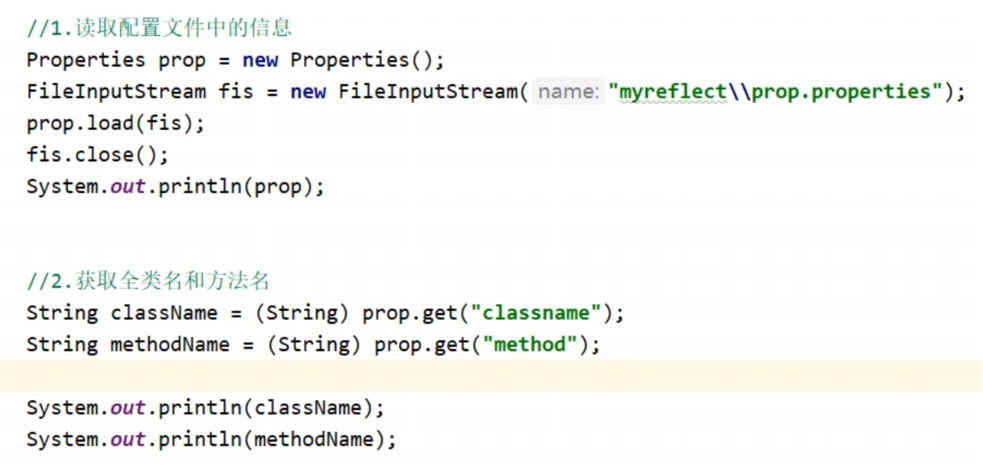 //1.读取配置文件中的信息
Properties prop = new Properties();
FileInputStream fis = new FileInputStream( name: "myreflect\\prop.properties");
prop.load(fis);
fis.close();
System.out.println(prop);
//2.获取全类名和方法名
String className = (String) prop.get("classname");
String methodName = (String) prop.get("method");
System.out.println(className);
System.out.println(methodName);